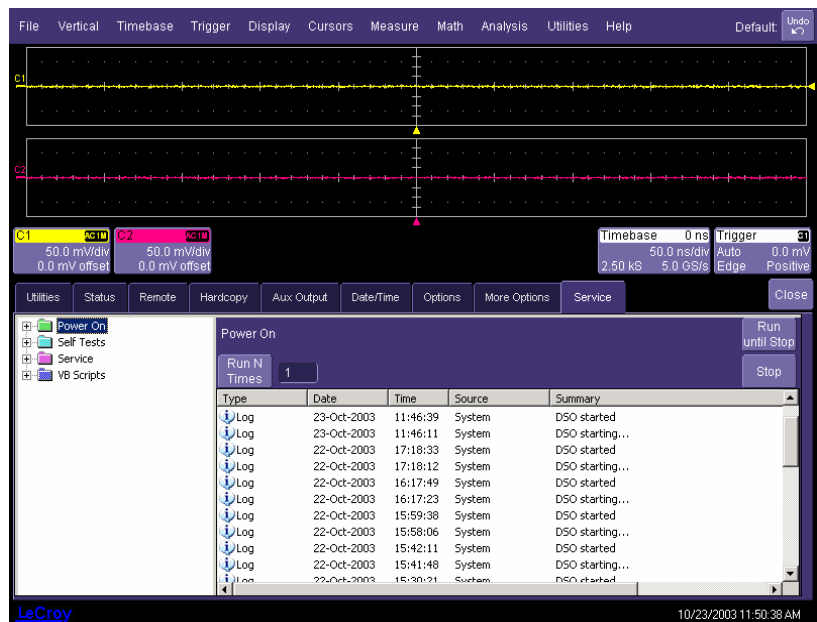 File Vertical Timebase Trigger Display Cursors Measure Math Analysis Utilities Help Default: Undo
C1
C2
C1 AC1M C2 AC1M Timebase 0 ns Trigger C1
50.0 mV/div 50.0 mV/div 50.0 ns/div Auto 0.0 mV
0.0 mV offset 0.0 mV offset 2.50 kS 5.0 GS/s Edge Positive
Utilities Status Remote Hardcopy Aux Output Date/Time Options More Options Service Close
Power On
Self Tests
Service
VB Scripts
Power On
Run until Stop
Run N Times 1
Stop
Type Date Time Source Summary
Log 23-Oct-2003 11:46:39 System DSO started
Log 23-Oct-2003 11:46:11 System DSO starting...
Log 22-Oct-2003 17:18:33 System DSO started
Log 22-Oct-2003 17:18:12 System DSO starting...
Log 22-Oct-2003 16:17:49 System DSO started
Log 22-Oct-2003 16:17:23 System DSO starting...
Log 22-Oct-2003 15:59:38 System DSO started
Log 22-Oct-2003 15:58:06 System DSO starting...
Log 22-Oct-2003 15:42:11 System DSO started
Log 22-Oct-2003 15:41:48 System DSO starting...
Log 22-Oct-2003 15:30:21 System DSO started
LeCroy 10/23/2003 11:50:38 AM